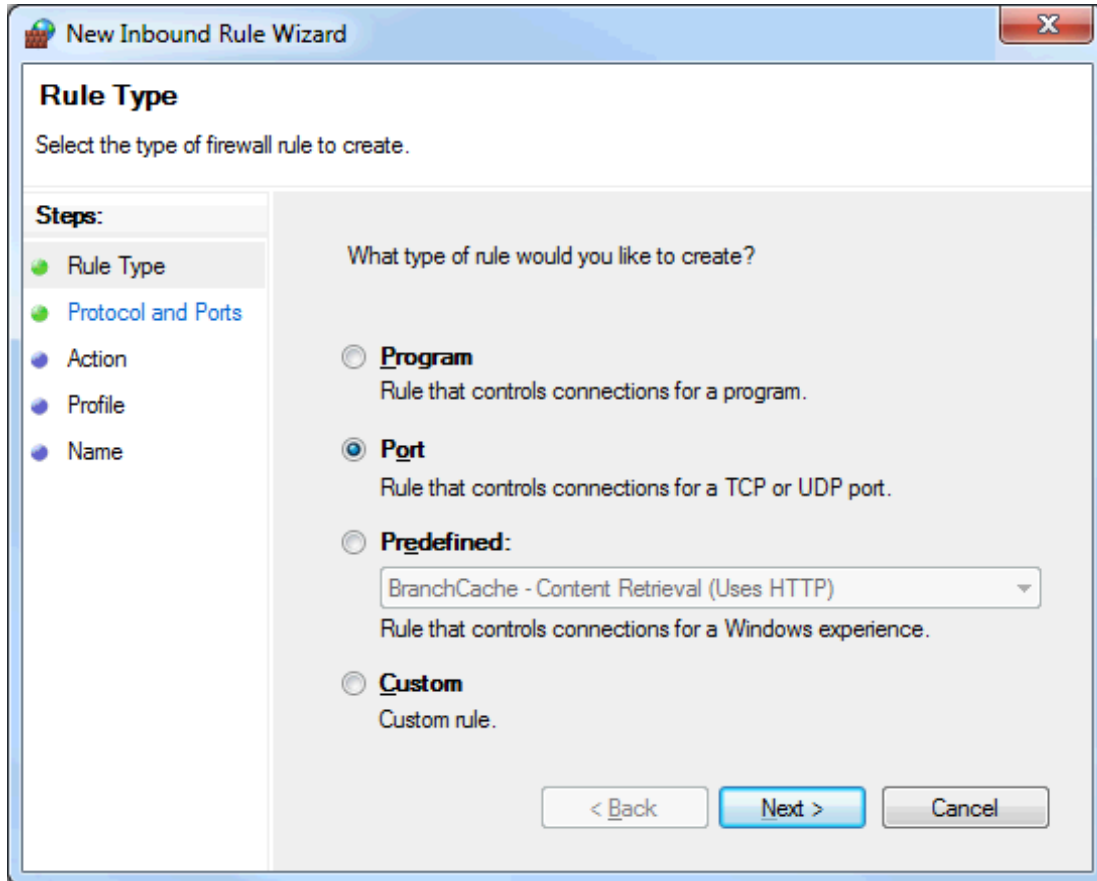 New Inbound Rule Wizard
Rule Type
Select the type of firewall rule to create.
Steps:
Rule Type
Protocol and Ports
Action
Profile
Name
What type of rule would you like to create?
Program
Rule that controls connections for a program.
Port
Rule that controls connections for a TCP or UDP port.
Predefined:
BranchCache - Content Retrieval (Uses HTTP)
Rule that controls connections for a Windows experience.
Custom
Custom rule.
< Back Next > Cancel